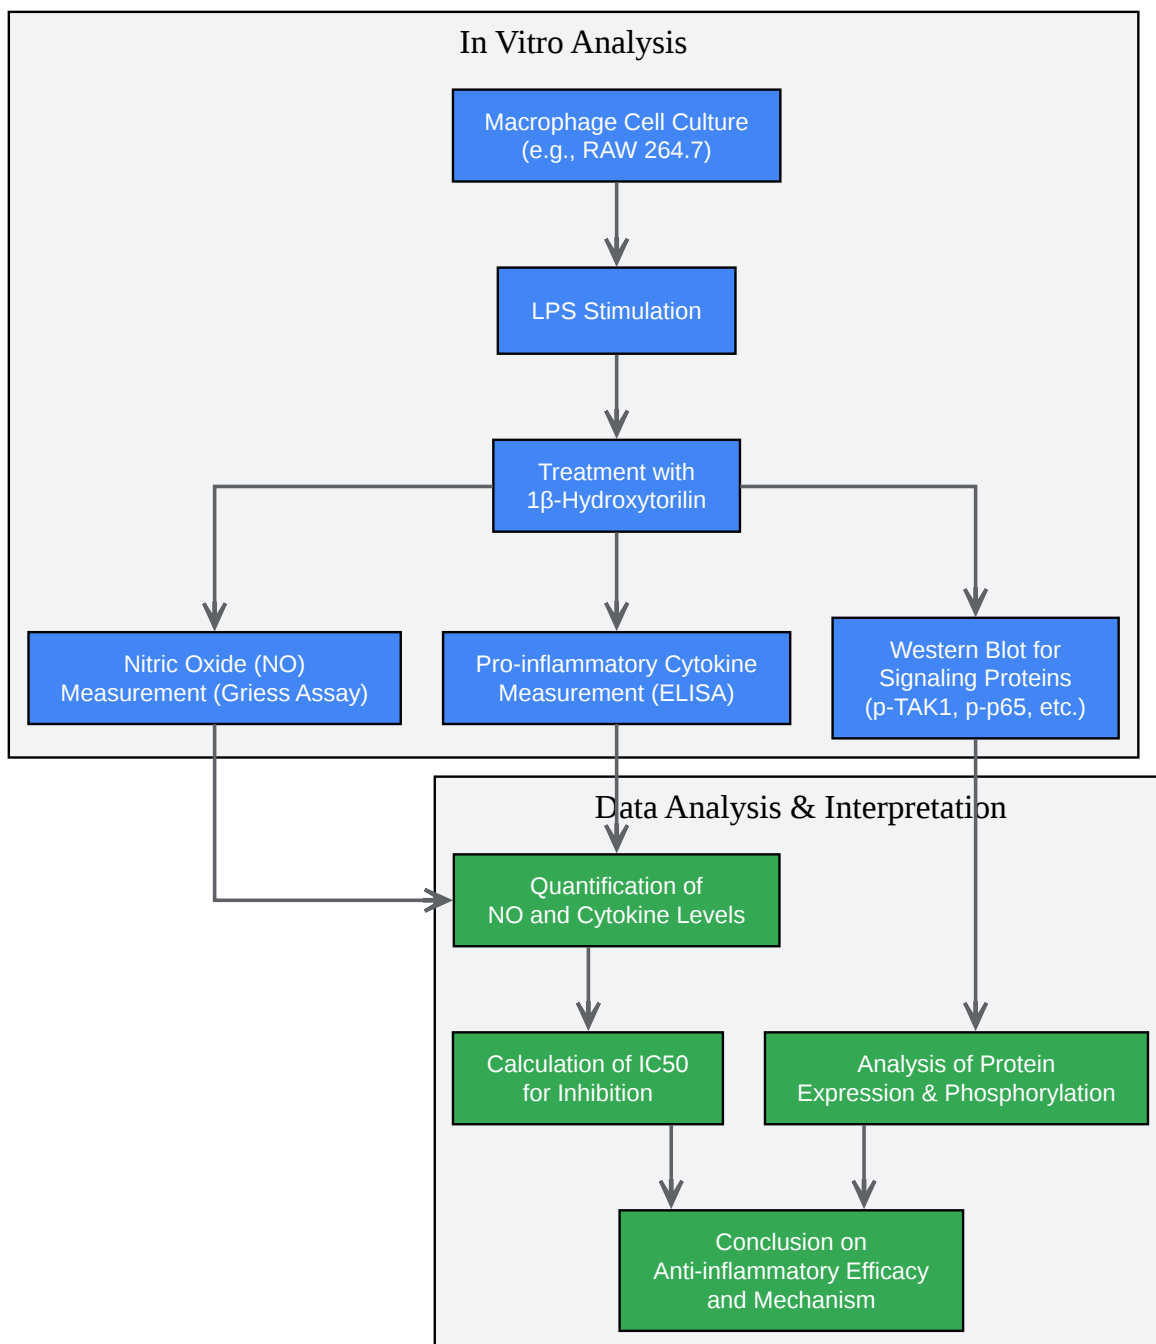 In Vitro Analysis
Macrophage Cell Culture
(e.g., RAW 264.7)
LPS Stimulation
Treatment with
1β-Hydroxytorilin
Nitric Oxide (NO)
Measurement (Griess Assay)
Pro-inflammatory Cytokine
Measurement (ELISA)
Western Blot for
Signaling Proteins
(p-TAK1, p-p65, etc.)
Data Analysis & Interpretation
Quantification of
NO and Cytokine Levels
Calculation of IC50
for Inhibition
Analysis of Protein
Expression & Phosphorylation
Conclusion on
Anti-inflammatory Efficacy
and Mechanism